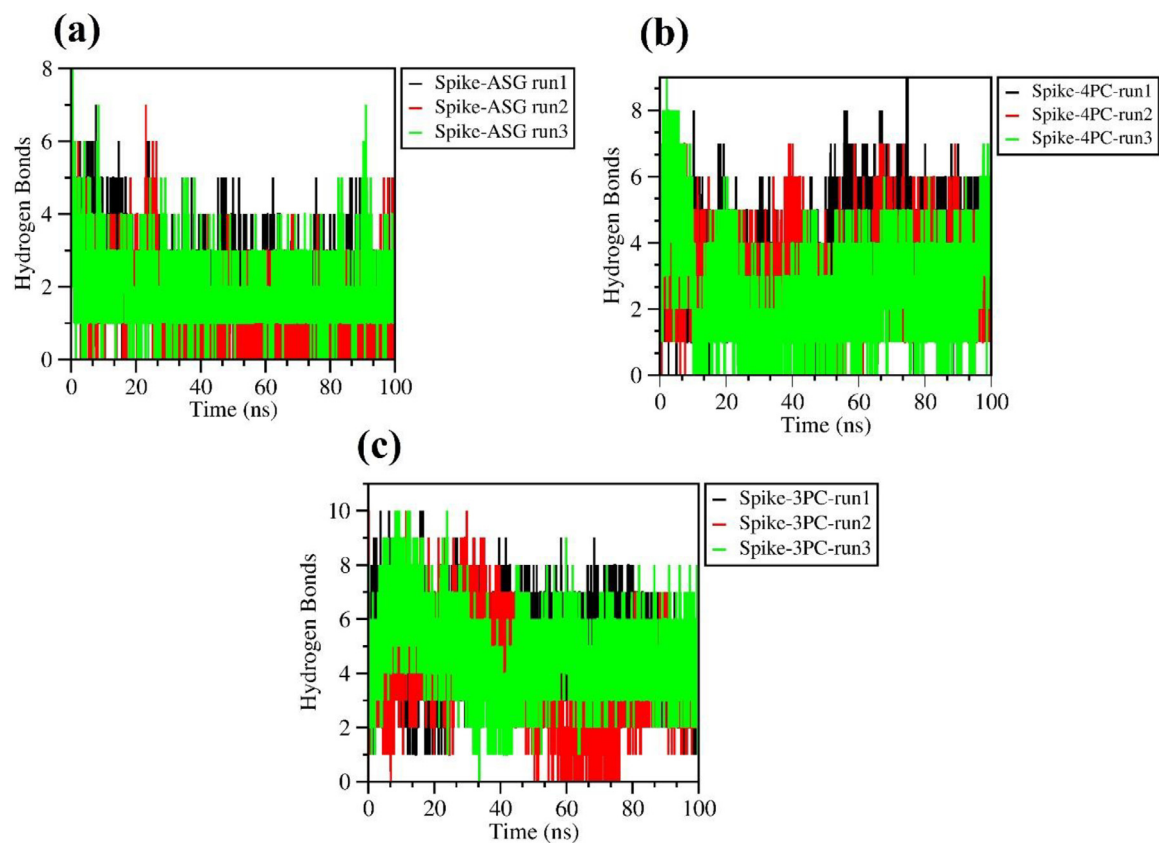 (a)
8
6
4
2
0
Hydrogen Bonds
0 20 40 60 80 100
Time (ns)
Spike-ASG run1
Spike-ASG run2
Spike-ASG run3
(b)
8
6
4
2
0
Hydrogen Bonds
0 20 40 60 80 100
Time (ns)
Spike-4PC-run1
Spike-4PC-run2
Spike-4PC-run3
(c)
10
8
6
4
2
0
Hydrogen Bonds
0 20 40 60 80 100
Time (ns)
Spike-3PC-run1
Spike-3PC-run2
Spike-3PC-run3